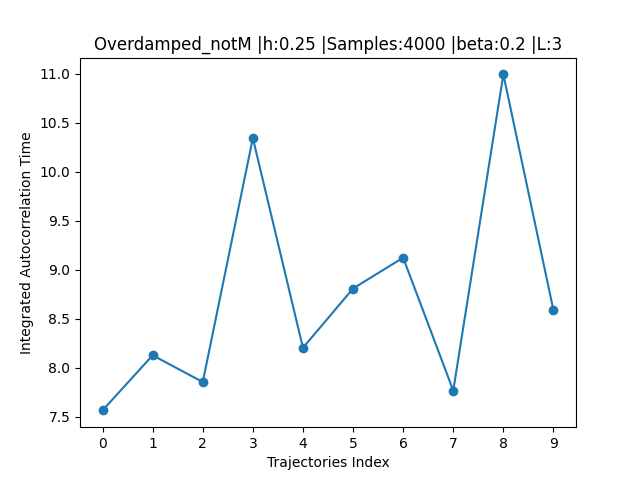 Overdamped_notM |h:0.25 |Samples:4000 |beta:0.2 |L:3
11.0
10.5
10.0
9.5
9.0
8.5
8.0
7.5
Integrated Autocorrelation Time
0 1 2 3 4 5 6 7 8 9
Trajectories Index